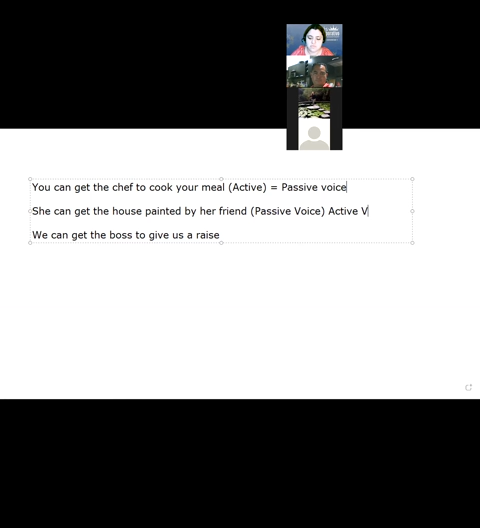 You can get the chef to cook your meal (Active) = Passive voice
She can get the house painted by her friend (Passive Voice) Active V
We can get the boss to give us a raise